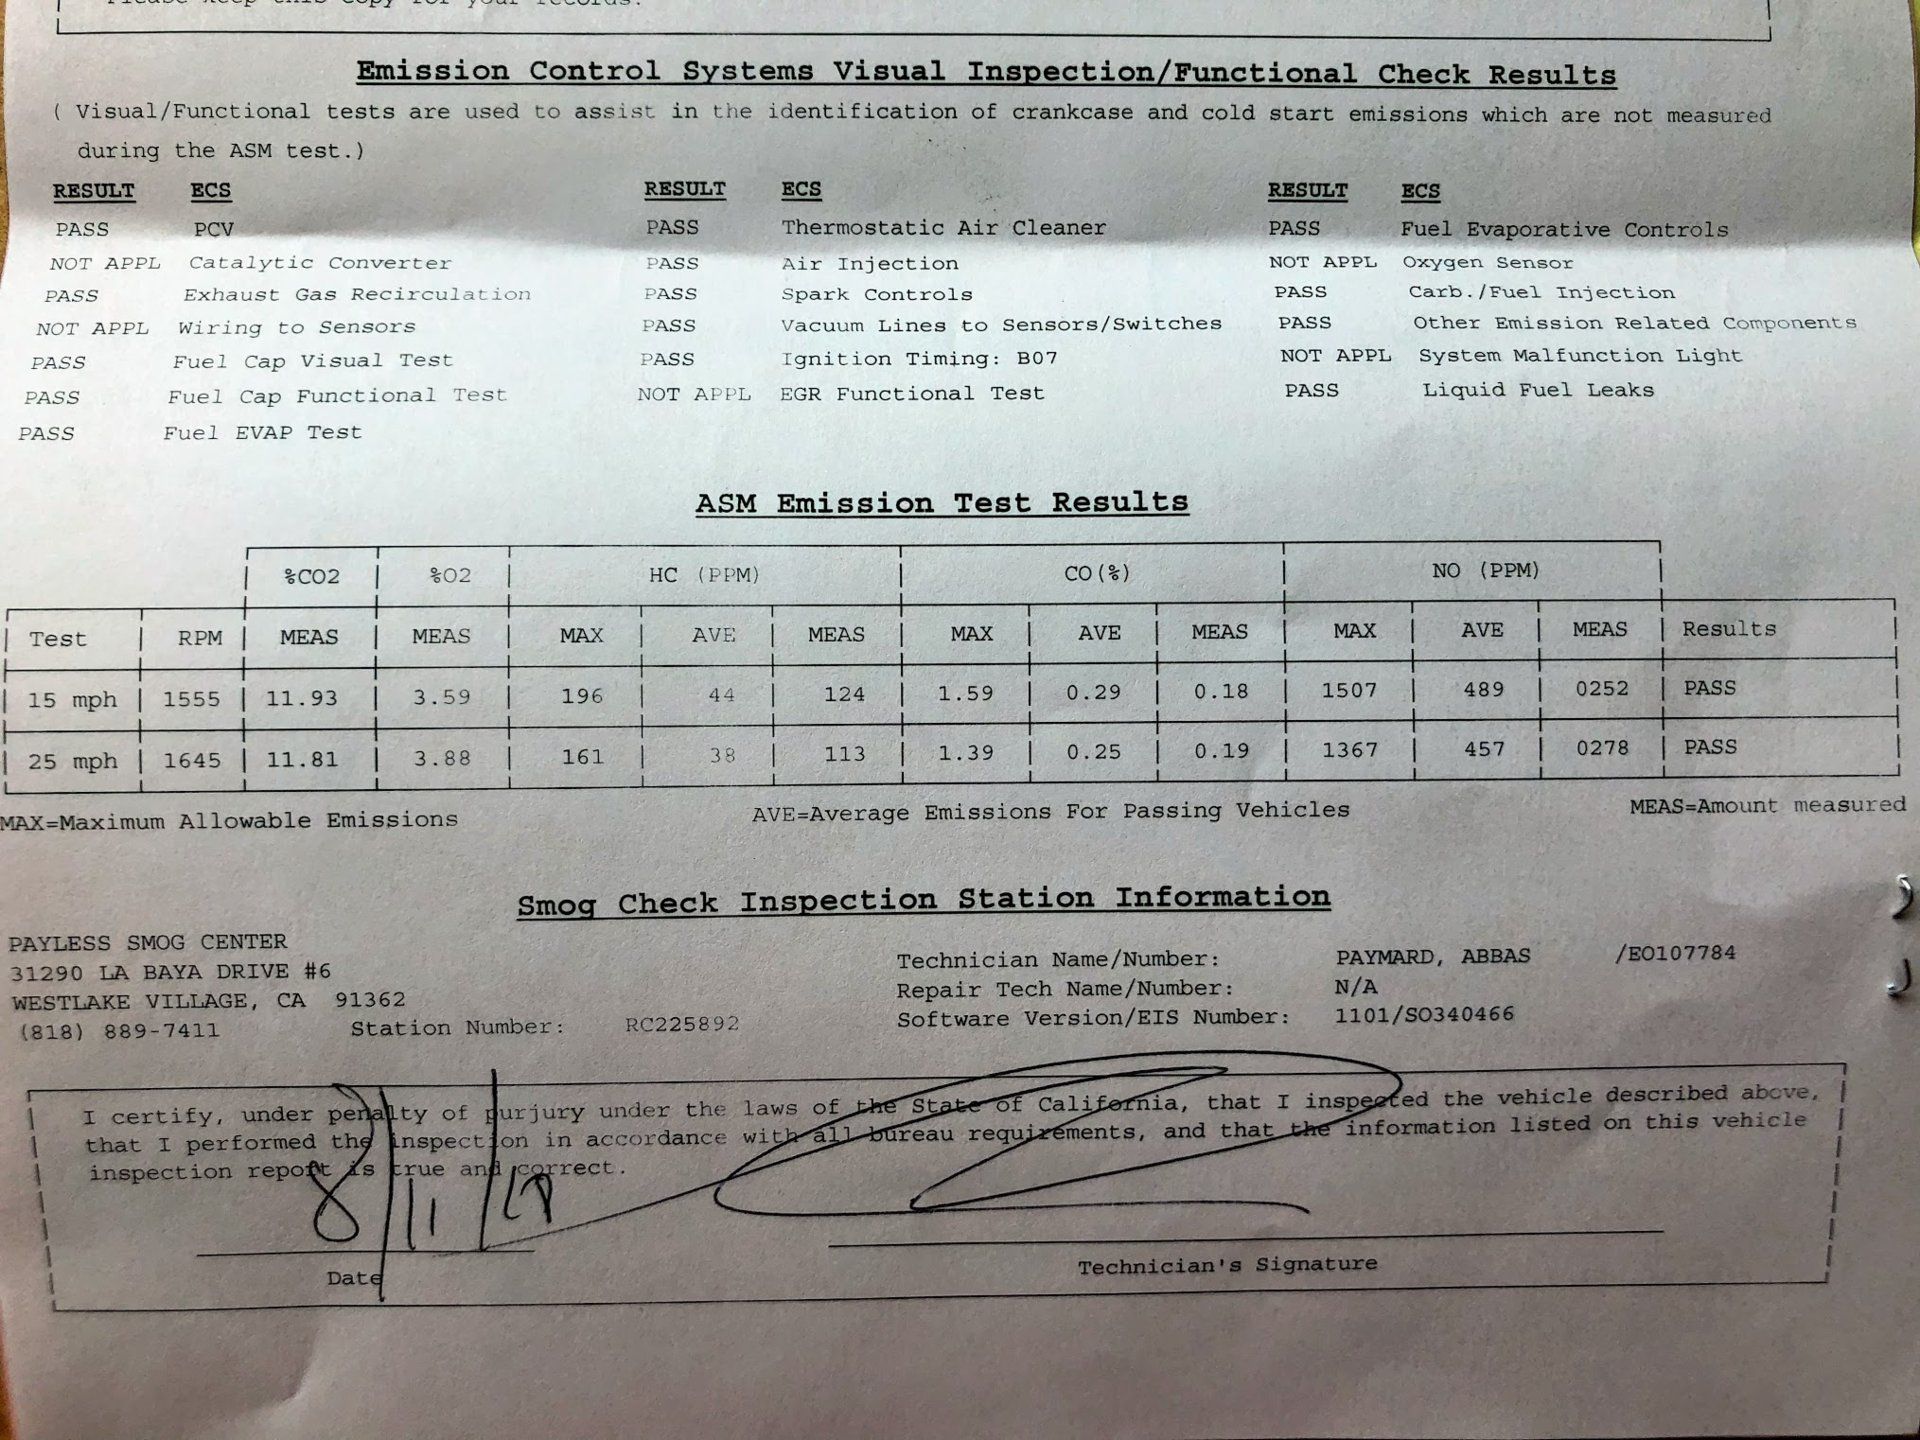 Please keep this copy for your records.
Emission Control Systems Visual Inspection/Functional Check Results
( Visual/Functional tests are used to assist in the identification of crankcase and cold start emissions which are not measured
during the ASM test.)
RESULT ECS RESULT ECS RESULT ECS
PASS PCV PASS Thermostatic Air Cleaner PASS Fuel Evaporative Controls
NOT APPL Catalytic Converter PASS Air Injection NOT APPL Oxygen Sensor
PASS Exhaust Gas Recirculation PASS Spark Controls PASS Carb./Fuel Injection
NOT APPL Wiring to Sensors PASS Vacuum Lines to Sensors/Switches PASS Other Emission Related Components
PASS Fuel Cap Visual Test PASS Ignition Timing: B07 NOT APPL System Malfunction Light
PASS Fuel Cap Functional Test NOT APPL EGR Functional Test PASS Liquid Fuel Leaks
PASS Fuel EVAP Test
ASM Emission Test Results
%CO2 %O2 HC (PPM) CO(%) NO (PPM)
Test RPM MEAS MEAS MAX AVE MEAS MAX AVE MEAS MAX AVE MEAS Results
15 mph 1555 11.93 3.59 196 44 124 1.59 0.29 0.18 1507 489 0252 PASS
25 mph 1645 11.81 3.88 161 38 113 1.39 0.25 0.19 1367 457 0278 PASS
MAX=Maximum Allowable Emissions AVE=Average Emissions For Passing Vehicles MEAS=Amount measured
Smog Check Inspection Station Information
PAYLESS SMOG CENTER
31290 LA BAYA DRIVE #6
WESTLAKE VILLAGE, CA 91362
(818) 889-7411 Station Number: RC225892
Technician Name/Number: PAYMARD, ABBAS /EO107784
Repair Tech Name/Number: N/A
Software Version/EIS Number: 1101/SO340466
I certify, under penalty of purjury under the laws of the State of California, that I inspected the vehicle described above,
that I performed the inspection in accordance with all bureau requirements, and that the information listed on this vehicle
inspection report is true and correct.
8/11/
Date
Technician's Signature